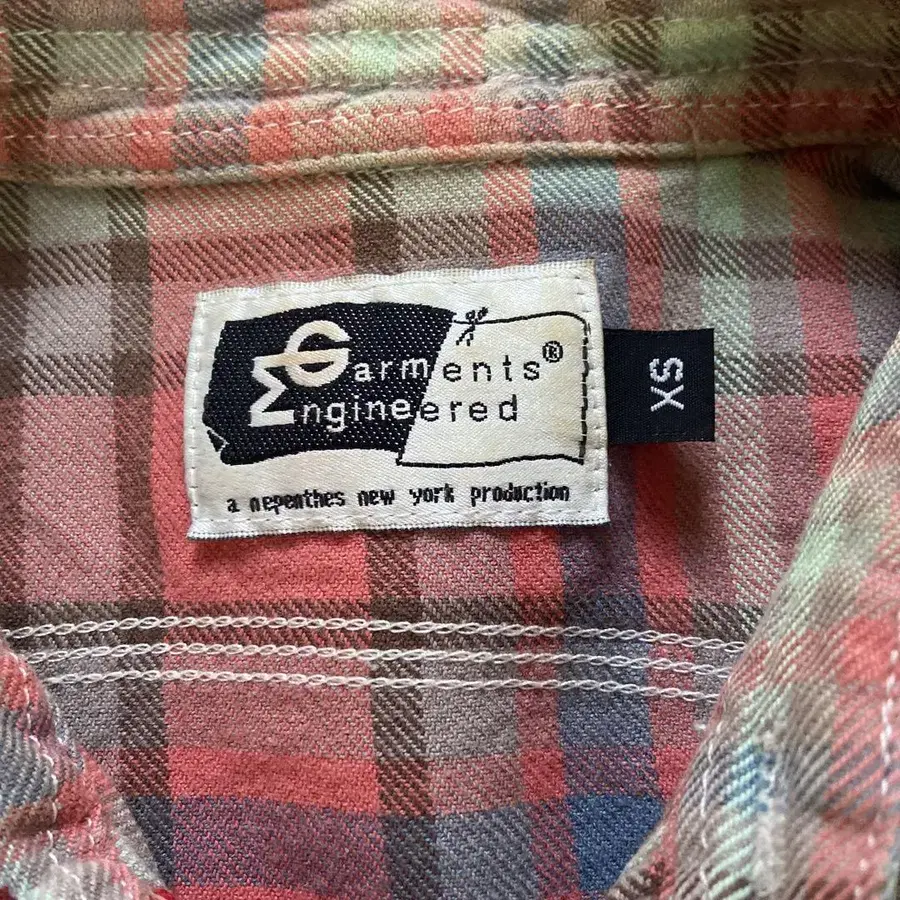 Garments®
Engineered
a nepenthes new york production
XS